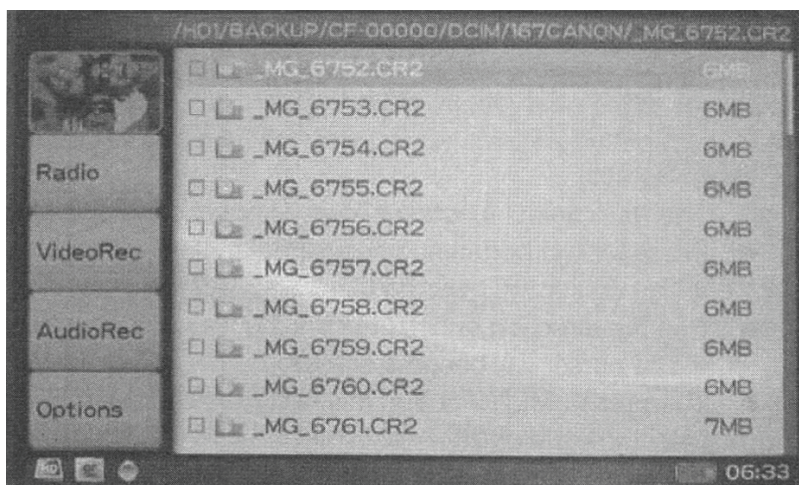 /HD1/BACKUP/CF-00000/DCIM/167CANON/_MG_6752.CR2
_MG_6752.CR2 6MB
_MG_6753.CR2 6MB
_MG_6754.CR2 6MB
_MG_6755.CR2 6MB
_MG_6756.CR2 6MB
_MG_6757.CR2 6MB
_MG_6758.CR2 6MB
_MG_6759.CR2 6MB
_MG_6760.CR2 6MB
_MG_6761.CR2 7MB
Radio
VideoRec
AudioRec
Options
HD
06:33